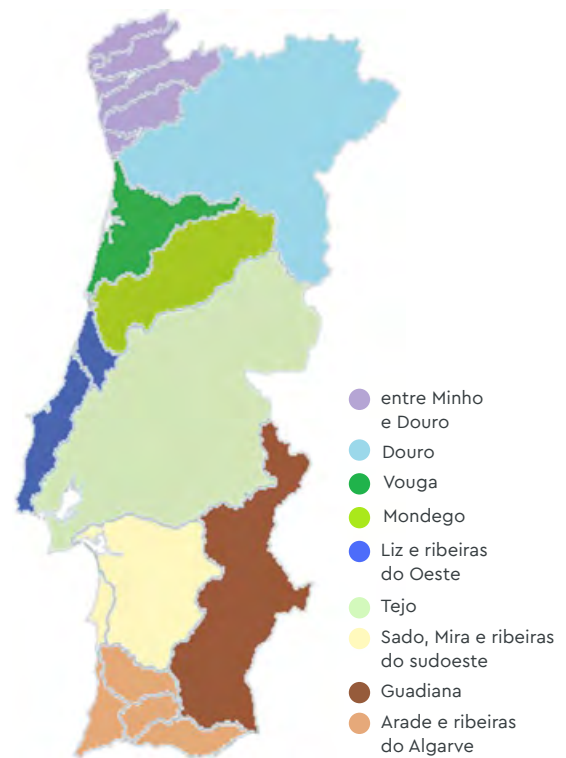 entre Minho
e Douro
Douro
Vouga
Mondego
Liz e ribeiras
do Oeste
Tejo
Sado, Mira e ribeiras
do sudoeste
Guadiana
Arade e ribeiras
do Algarve